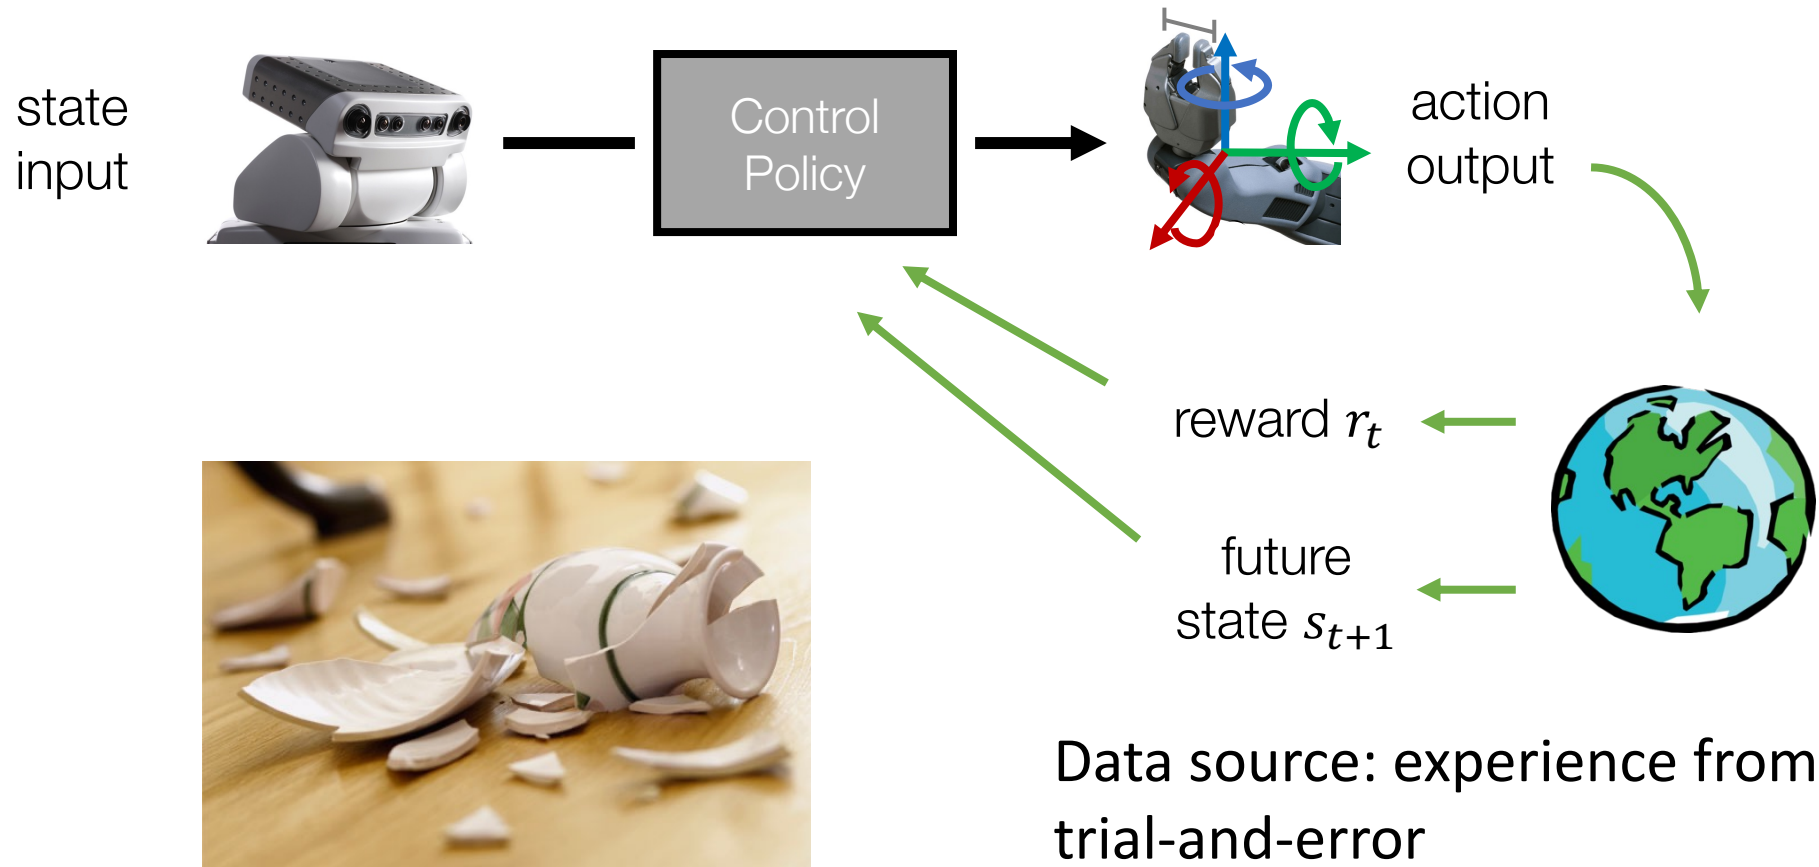 state
input
Control
Policy
action
output
reward r_t
future
state s_{t+1}
Data source: experience from
trial-and-error